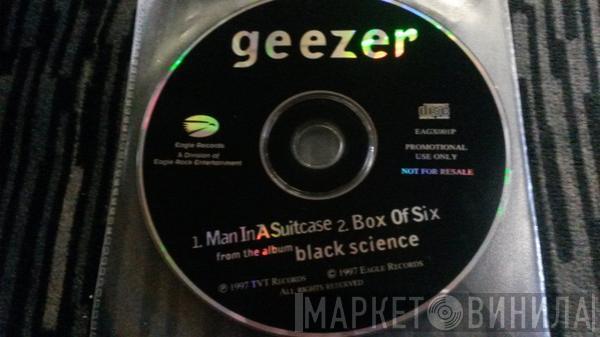 geezer
Eagle Records
A Division of
Eagle Rock Entertainment
EAGXS001P
PROMOTIONAL
USE ONLY
NOT FOR RESALE
1. Man In A Suitcase 2. Box Of Six
from the album black science
℗ 1997 TVT RECORDS © 1997 EAGLE RECORDS
ALL RIGHTS RESERVED
МАРКЕТ ВИНИЛА